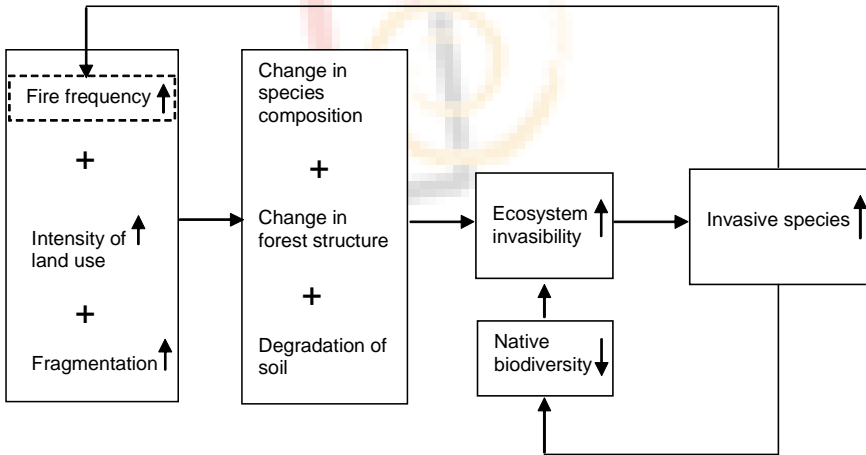 Fire frequency
+
Intensity of
land use
+
Fragmentation
Change in
species
composition
+
Change in
forest structure
+
Degradation of
soil
Ecosystem
invasibility
Native
biodiversity
Invasive species